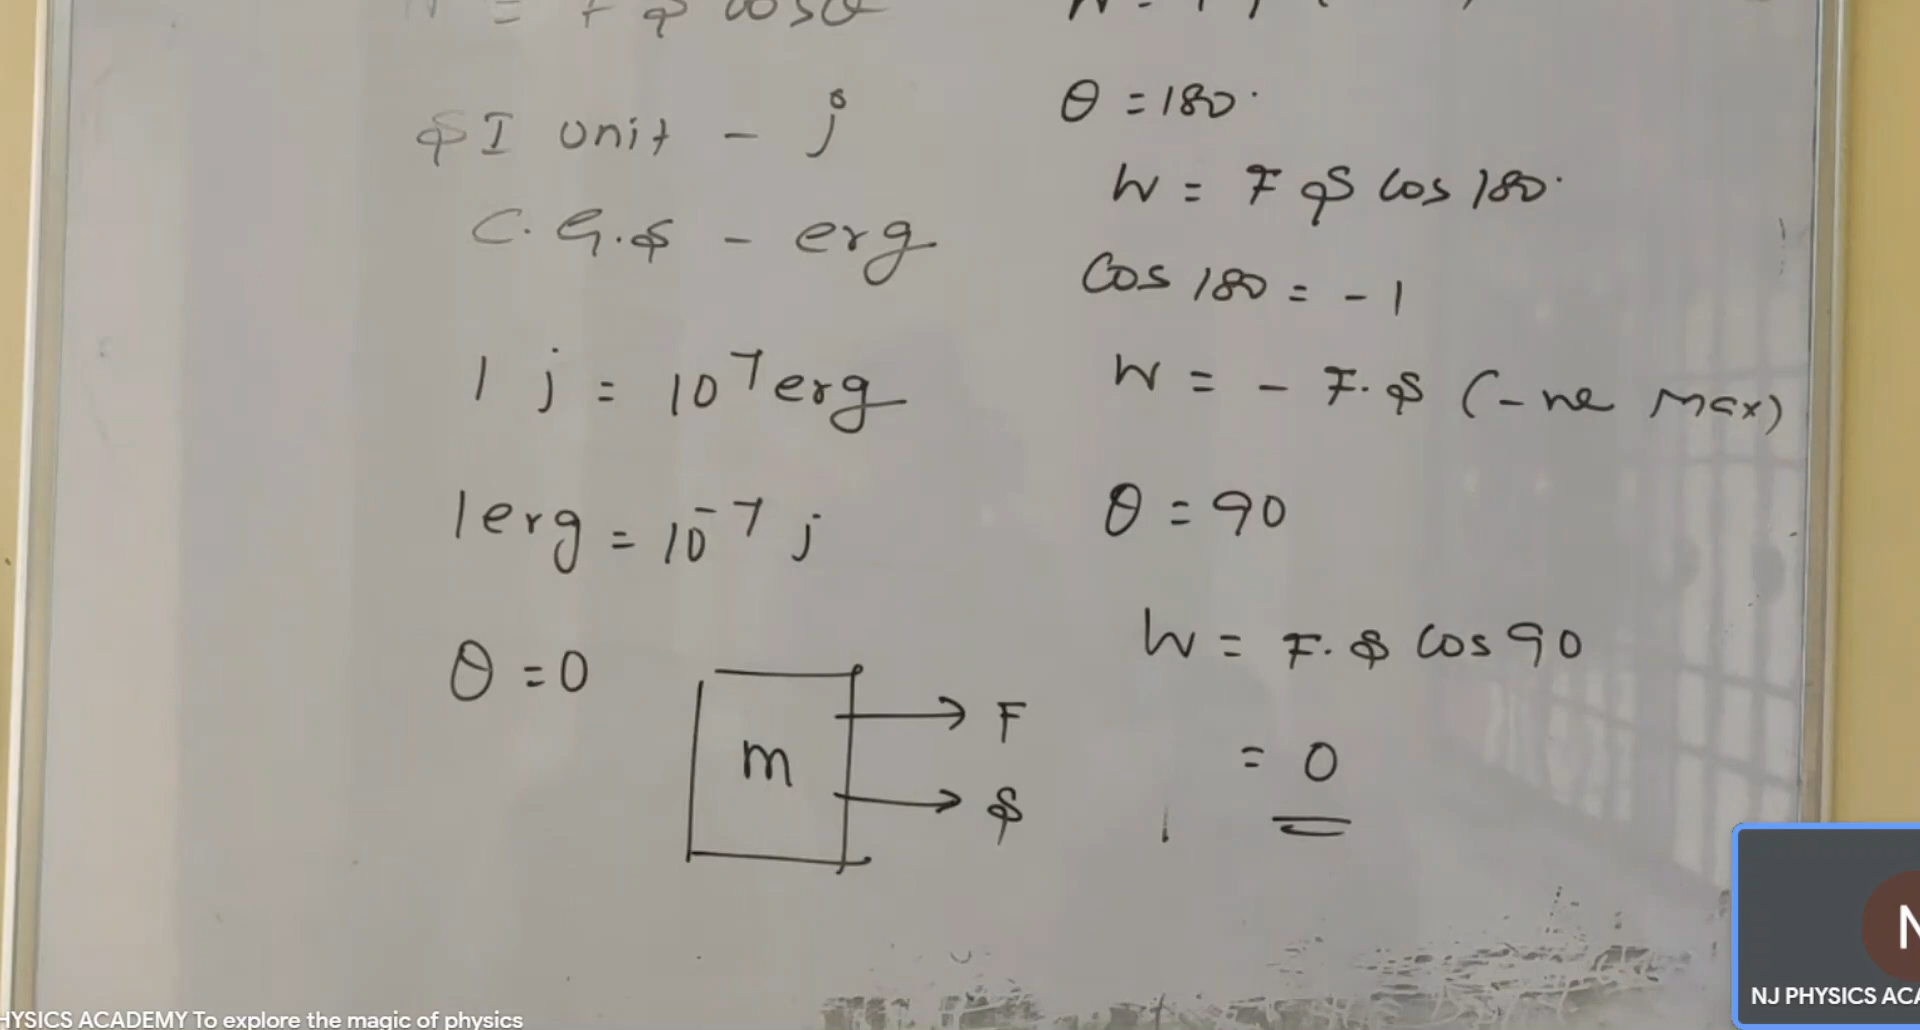 W = F S cosθ
SI unit - j
C.G.S - erg
1 j = 10⁷ erg
1 erg = 10⁻⁷ j
θ = 0
m
F
S
θ = 180°
W = F S cos 180°
Cos 180 = -1
W = - F.S (-ve Max)
θ = 90
W = F.S cos 90
= 0
NJ PHYSICS ACA
HYSICS ACADEMY To explore the magic of physics